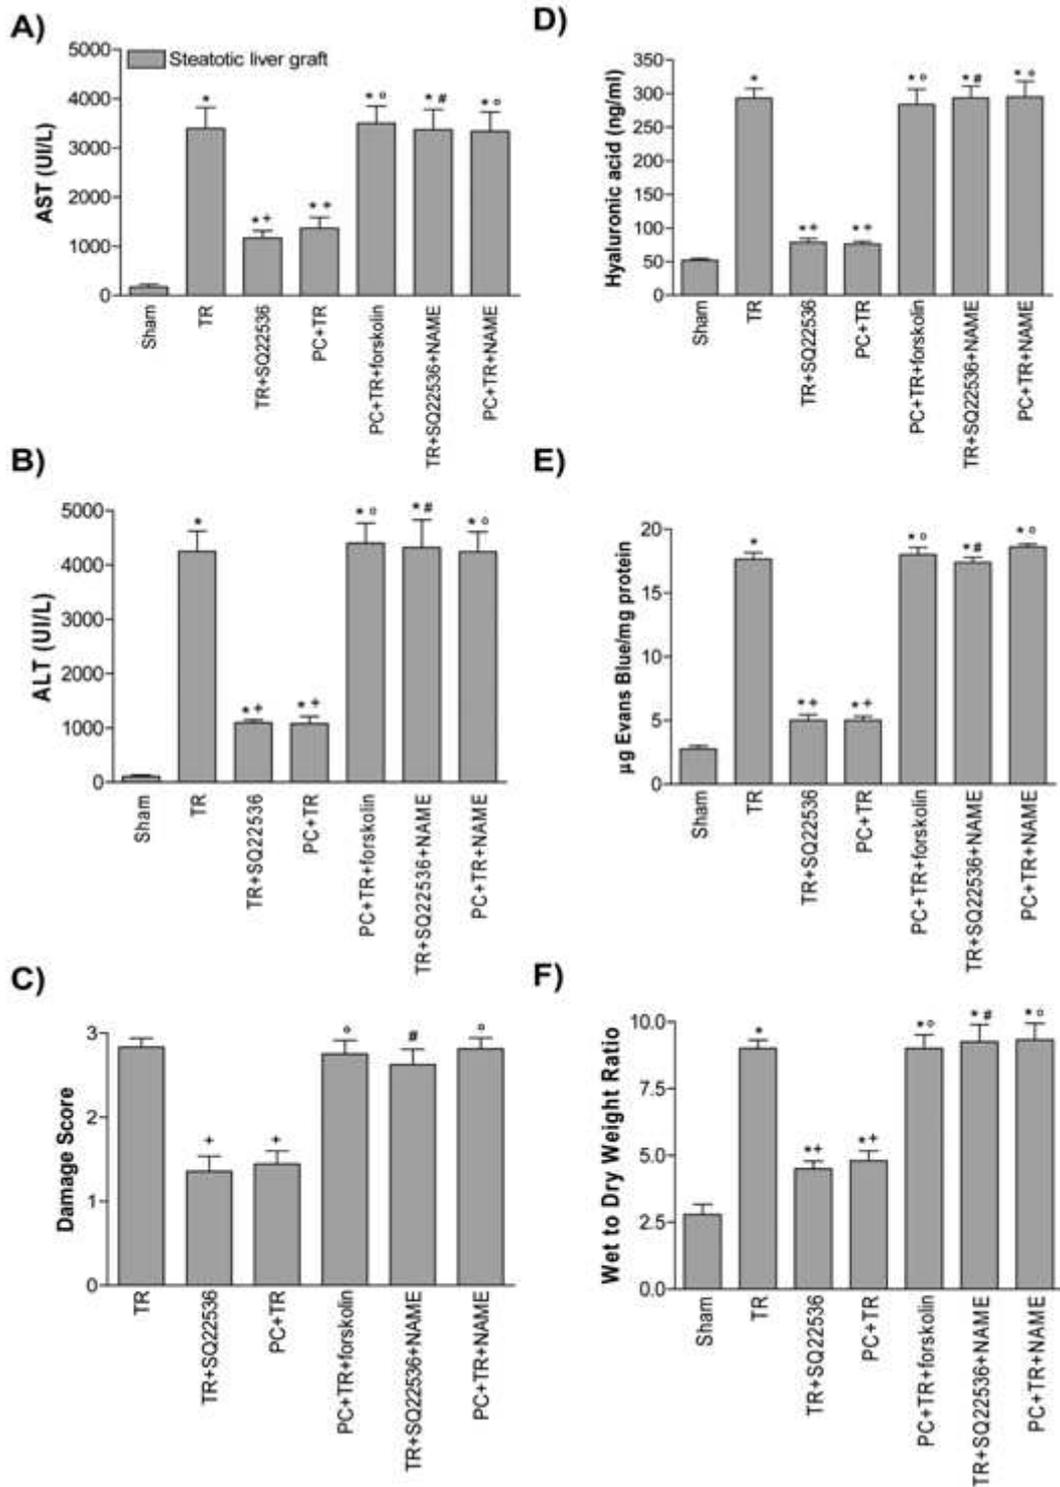 A)
AST (UI/L)
5000
4000
3000
2000
1000
0
Steatotic liver graft
*
*+
*+
*°
*#
*°
Sham
TR
TR+SQ22536
PC+TR
PC+TR+forskolin
TR+SQ22536+NAME
PC+TR+NAME
B)
ALT (UI/L)
5000
4000
3000
2000
1000
0
*
*+
*+
*°
*#
*°
Sham
TR
TR+SQ22536
PC+TR
PC+TR+forskolin
TR+SQ22536+NAME
PC+TR+NAME
C)
Damage Score
3
2
1
0
+
+
°
#
°
TR
TR+SQ22536
PC+TR
PC+TR+forskolin
TR+SQ22536+NAME
PC+TR+NAME
D)
Hyaluronic acid (ng/ml)
350
300
250
200
150
100
50
0
*
*+
*+
*°
*#
*°
Sham
TR
TR+SQ22536
PC+TR
PC+TR+forskolin
TR+SQ22536+NAME
PC+TR+NAME
E)
µg Evans Blue/mg protein
20
15
10
5
0
*
*+
*+
*°
*#
*°
Sham
TR
TR+SQ22536
PC+TR
PC+TR+forskolin
TR+SQ22536+NAME
PC+TR+NAME
F)
Wet to Dry Weight Ratio
10.0
7.5
5.0
2.5
0.0
*
*+
*+
*°
*#
*°
Sham
TR
TR+SQ22536
PC+TR
PC+TR+forskolin
TR+SQ22536+NAME
PC+TR+NAME